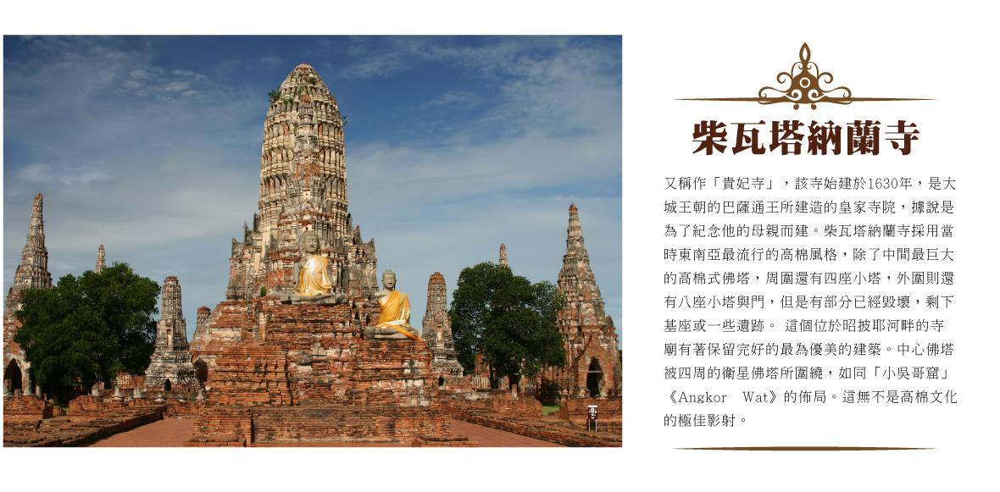 柴瓦塔納蘭寺
又稱作「貴妃寺」，該寺始建於1630年，是大
城王朝的巴薩通王所建造的皇家寺院，據說是
為了紀念他的母親而建。柴瓦塔納蘭寺採用當
時東南亞最流行的高棉風格，除了中間最巨大
的高棉式佛塔，周圍還有四座小塔，外圍則還
有八座小塔與門，但是有部分已經毀壞，剩下
基座或一些遺跡。 這個位於昭披耶河畔的寺
廟有著保留完好的最為優美的建築。中心佛塔
被四周的衛星佛塔所圍繞，如同「小吳哥窟」
《Angkor Wat》的佈局。這無不是高棉文化
的極佳影射。